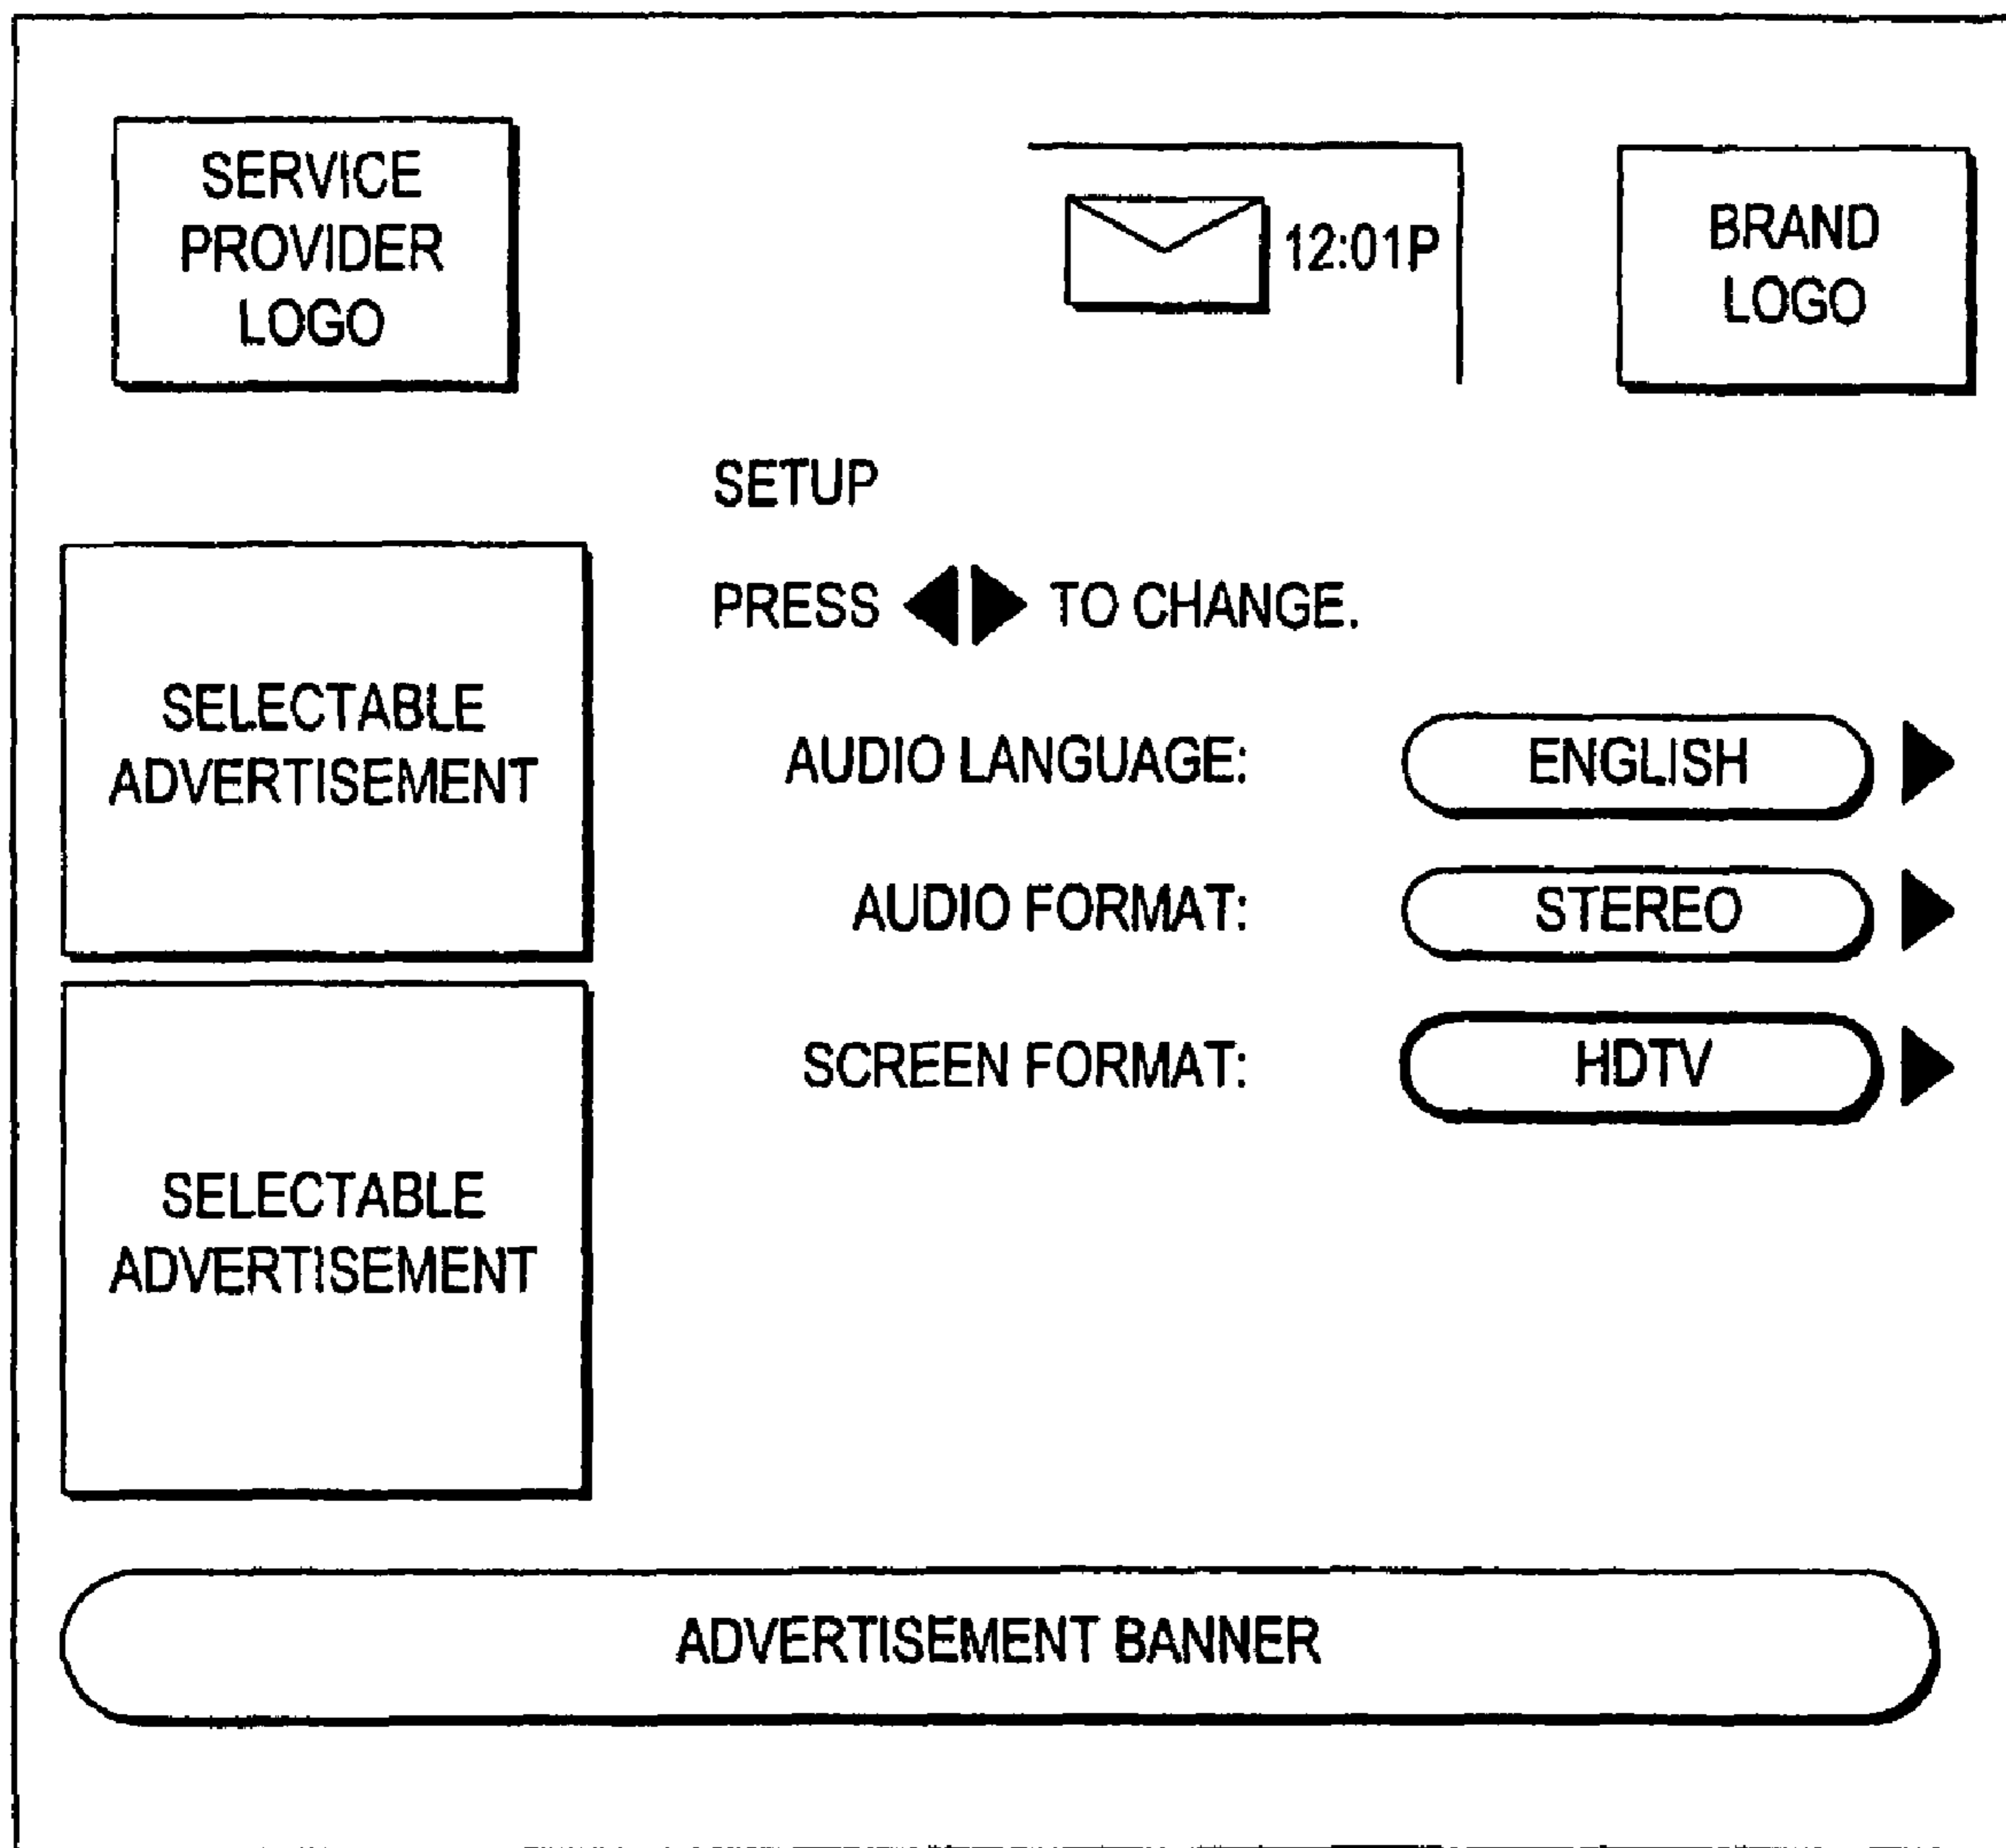 SERVICE
PROVIDER
LOGO
12:01P
BRAND
LOGO
SETUP
PRESS ◀▶ TO CHANGE.
SELECTABLE
ADVERTISEMENT
AUDIO LANGUAGE: ENGLISH ▶
AUDIO FORMAT: STEREO ▶
SCREEN FORMAT: HDTV ▶
SELECTABLE
ADVERTISEMENT
ADVERTISEMENT BANNER